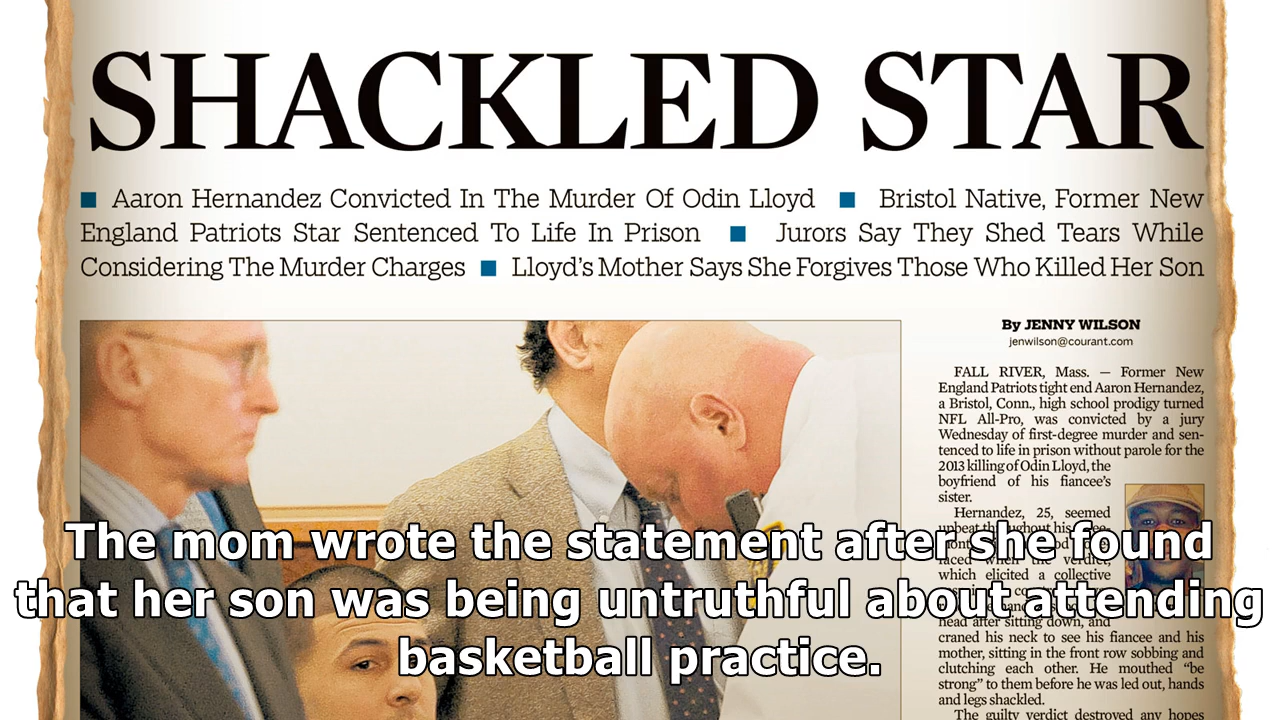 SHACKLED STAR
■ Aaron Hernandez Convicted In The Murder Of Odin Lloyd ■ Bristol Native, Former New
England Patriots Star Sentenced To Life In Prison ■ Jurors Say They Shed Tears While
Considering The Murder Charges ■ Lloyd's Mother Says She Forgives Those Who Killed Her Son
By JENNY WILSON
jenwilson@courant.com
FALL RIVER, Mass. — Former New
England Patriots tight end Aaron Hernandez,
a Bristol, Conn., high school prodigy turned
NFL All-Pro, was convicted by a jury
Wednesday of first-degree murder and sen-
tenced to life in prison without parole for the
2013 killing of Odin Lloyd, the
boyfriend of his fiancee's
sister.
Hernandez, 25, seemed
upbeat throughout his
faced when the verdict,
which elicited a collective
head after sitting down, and
craned his neck to see his fiancee and his
mother, sitting in the front row sobbing and
clutching each other. He mouthed "be
strong" to them before he was led out, hands
and legs shackled.
The guilty verdict destroyed any hopes
The mom wrote the statement after she found
that her son was being untruthful about attending
basketball practice.